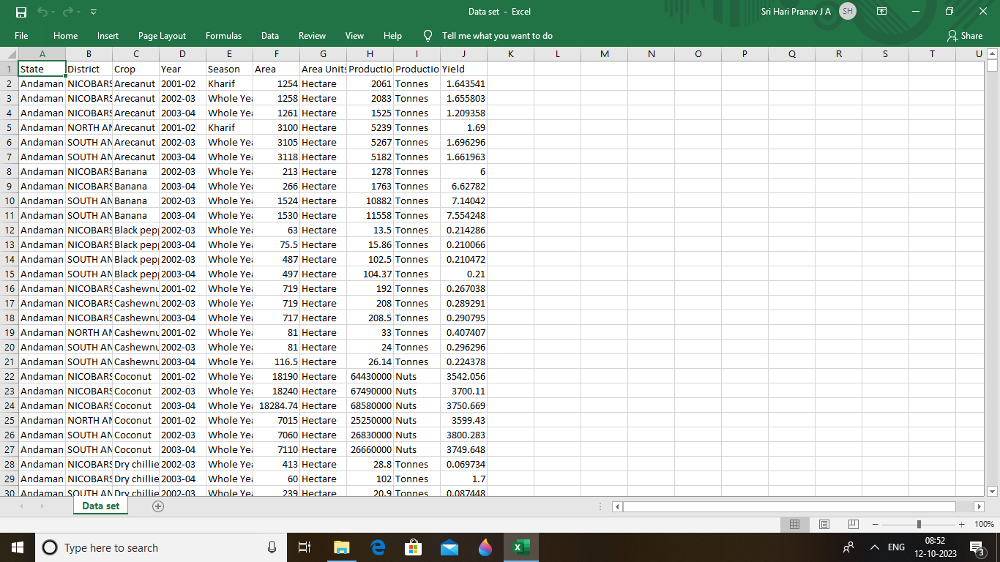 Data set - Excel
Sri Hari Pranav J A SH
File Home Insert Page Layout Formulas Data Review View Help Tell me what you want to do Share
A B C D E F G H I J K L M N O P Q R S T U
1 State District Crop Year Season Area Area Units Productio Productio Yield
2 Andaman NICOBARS Arecanut 2001-02 Kharif 1254 Hectare 2061 Tonnes 1.643541
3 Andaman NICOBARS Arecanut 2002-03 Whole Yea 1258 Hectare 2083 Tonnes 1.655803
4 Andaman NICOBARS Arecanut 2003-04 Whole Yea 1261 Hectare 1525 Tonnes 1.209358
5 Andaman NORTH AN Arecanut 2001-02 Kharif 3100 Hectare 5239 Tonnes 1.69
6 Andaman SOUTH AN Arecanut 2002-03 Whole Yea 3105 Hectare 5267 Tonnes 1.696296
7 Andaman SOUTH AN Arecanut 2003-04 Whole Yea 3118 Hectare 5182 Tonnes 1.661963
8 Andaman NICOBARS Banana 2002-03 Whole Yea 213 Hectare 1278 Tonnes 6
9 Andaman NICOBARS Banana 2003-04 Whole Yea 266 Hectare 1763 Tonnes 6.62782
10 Andaman SOUTH AN Banana 2002-03 Whole Yea 1524 Hectare 10882 Tonnes 7.14042
11 Andaman SOUTH AN Banana 2003-04 Whole Yea 1530 Hectare 11558 Tonnes 7.554248
12 Andaman NICOBARS Black pepp 2002-03 Whole Yea 63 Hectare 13.5 Tonnes 0.214286
13 Andaman NICOBARS Black pepp 2003-04 Whole Yea 75.5 Hectare 15.86 Tonnes 0.210066
14 Andaman SOUTH AN Black pepp 2002-03 Whole Yea 487 Hectare 102.5 Tonnes 0.210472
15 Andaman SOUTH AN Black pepp 2003-04 Whole Yea 497 Hectare 104.37 Tonnes 0.21
16 Andaman NICOBARS Cashewnu 2001-02 Whole Yea 719 Hectare 192 Tonnes 0.267038
17 Andaman NICOBARS Cashewnu 2002-03 Whole Yea 719 Hectare 208 Tonnes 0.289291
18 Andaman NICOBARS Cashewnu 2003-04 Whole Yea 717 Hectare 208.5 Tonnes 0.290795
19 Andaman NORTH AN Cashewnu 2001-02 Whole Yea 81 Hectare 33 Tonnes 0.407407
20 Andaman SOUTH AN Cashewnu 2002-03 Whole Yea 81 Hectare 24 Tonnes 0.296296
21 Andaman SOUTH AN Cashewnu 2003-04 Whole Yea 116.5 Hectare 26.14 Tonnes 0.224378
22 Andaman NICOBARS Coconut 2001-02 Whole Yea 18190 Hectare 64430000 Nuts 3542.056
23 Andaman NICOBARS Coconut 2002-03 Whole Yea 18240 Hectare 67490000 Nuts 3700.11
24 Andaman NICOBARS Coconut 2003-04 Whole Yea 18284.74 Hectare 68580000 Nuts 3750.669
25 Andaman NORTH AN Coconut 2001-02 Whole Yea 7015 Hectare 25250000 Nuts 3599.43
26 Andaman SOUTH AN Coconut 2002-03 Whole Yea 7060 Hectare 26830000 Nuts 3800.283
27 Andaman SOUTH AN Coconut 2003-04 Whole Yea 7110 Hectare 26660000 Nuts 3749.648
28 Andaman NICOBARS Dry chillie 2002-03 Whole Yea 413 Hectare 28.8 Tonnes 0.069734
29 Andaman NICOBARS Dry chillie 2003-04 Whole Yea 60 Hectare 102 Tonnes 1.7
30 Andaman SOUTH AN Dry chillie 2002-03 Whole Yea 239 Hectare 20.9 Tonnes 0.087448
Data set
100%
Type here to search
ENG
08:52
12-10-2023
3